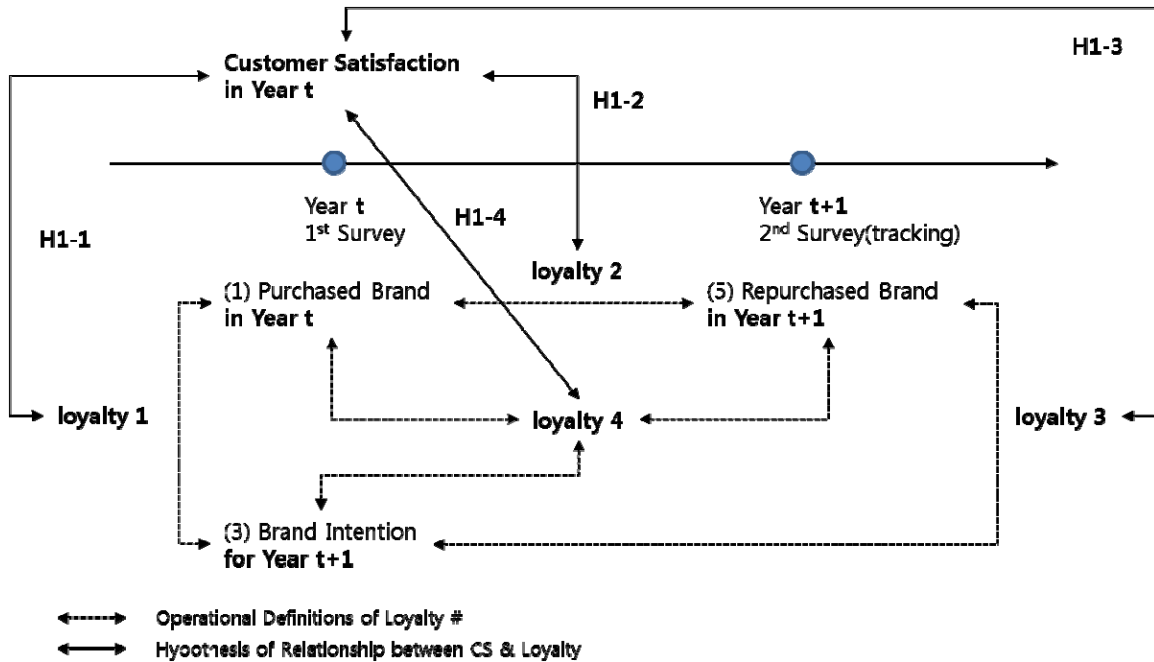 H1-3
Customer Satisfaction
in Year t
H1-2
Year t
1st Survey
H1-4
Year t+1
2nd Survey(tracking)
H1-1
loyalty 2
(1) Purchased Brand
in Year t
(5) Repurchased Brand
in Year t+1
loyalty 1
loyalty 4
loyalty 3
(3) Brand Intention
for Year t+1
Operational Definitions of Loyalty #
Hypothesis of Relationship between CS & Loyalty